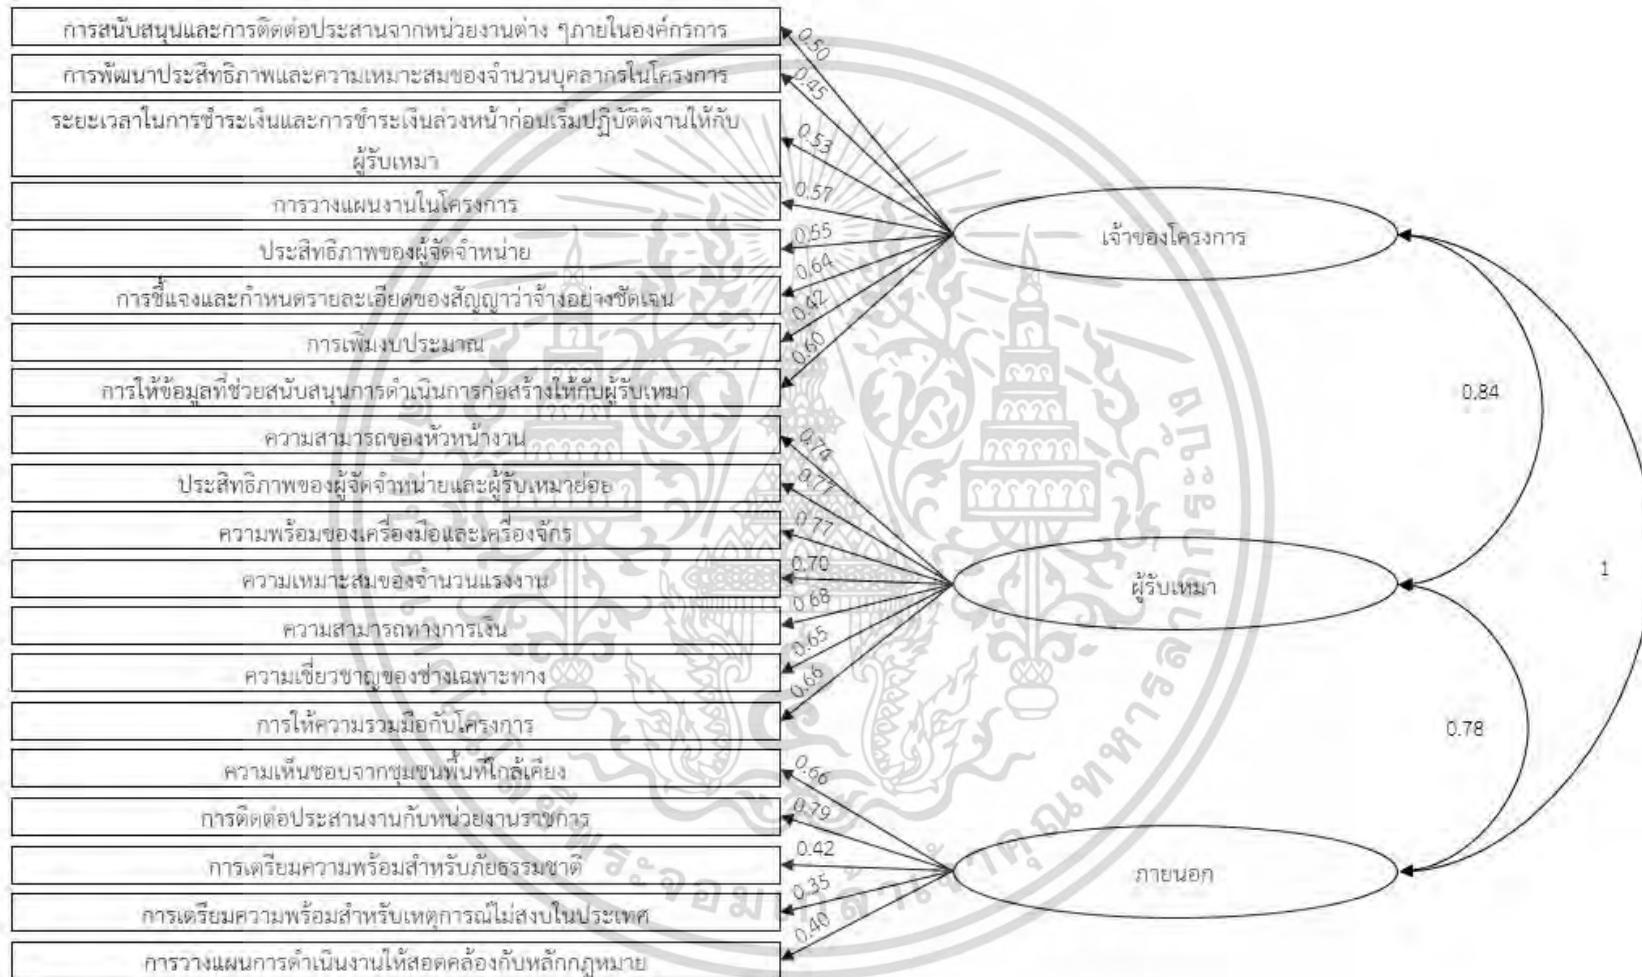 การสนับสนุนและการติดต่อประสานจากหน่วยงานต่าง ๆภายในองค์กรการ
0.50
การพัฒนาประสิทธิภาพและความเหมาะสมของจำนวนบุคลากรในโครงการ
0.45
ระยะเวลาในการชำระเงินและการชำระเงินล่วงหน้าก่อนเริ่มปฏิบัติติงานให้กับ
ผู้รับเหมา
0.53
การวางแผนงานในโครงการ
0.57
ประสิทธิภาพของผู้จัดจำหน่าย
0.55
การชี้แจงและกำหนดรายละเอียดของสัญญาว่าจ้างอย่างชัดเจน
0.64
การเพิ่มงบประมาณ
0.42
การให้ข้อมูลที่ช่วยสนับสนุนการดำเนินการก่อสร้างให้กับผู้รับเหมา
0.60
เจ้าของโครงการ
0.84
ความสามารถของหัวหน้างาน
0.74
ประสิทธิภาพของผู้จัดจำหน่ายและผู้รับเหมาย่อย
0.77
ความพร้อมของเครื่องมือและเครื่องจักร
0.77
ความเหมาะสมของจำนวนแรงงาน
0.70
ความสามารถทางการเงิน
0.68
ความเชี่ยวชาญของช่างเฉพาะทาง
0.65
การให้ความรวมมือกับโครงการ
0.66
ผู้รับเหมา
1
0.78
ความเห็นชอบจากชุมชนพื้นที่ใกล้เคียง
0.66
การติดต่อประสานงานกับหน่วยงานราชการ
0.79
การเตรียมความพร้อมสำหรับภัยธรรมชาติ
0.42
การเตรียมความพร้อมสำหรับเหตุการณ์ไม่สงบในประเทศ
0.35
การวางแผนการดำเนินงานให้สอดคล้องกับหลักกฎหมาย
0.40
ภายนอก